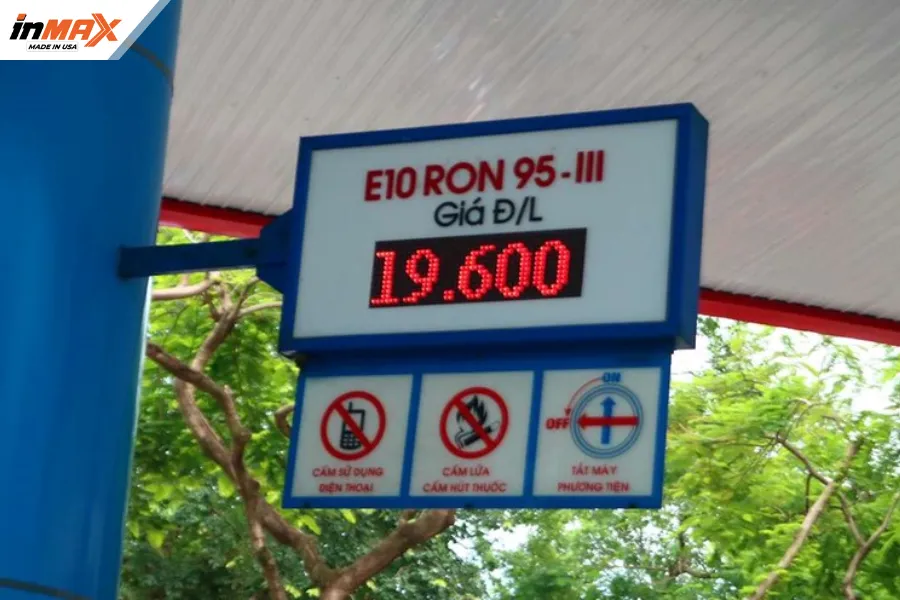 inMAX
MADE IN USA
E10 RON 95-III
Giá Đ/L
19.600
ON
OFF
CẤM SỬ DỤNG
ĐIỆN THOẠI
CẤM LỬA
CẤM HÚT THUỐC
TẮT MÁY
PHƯƠNG TIỆN